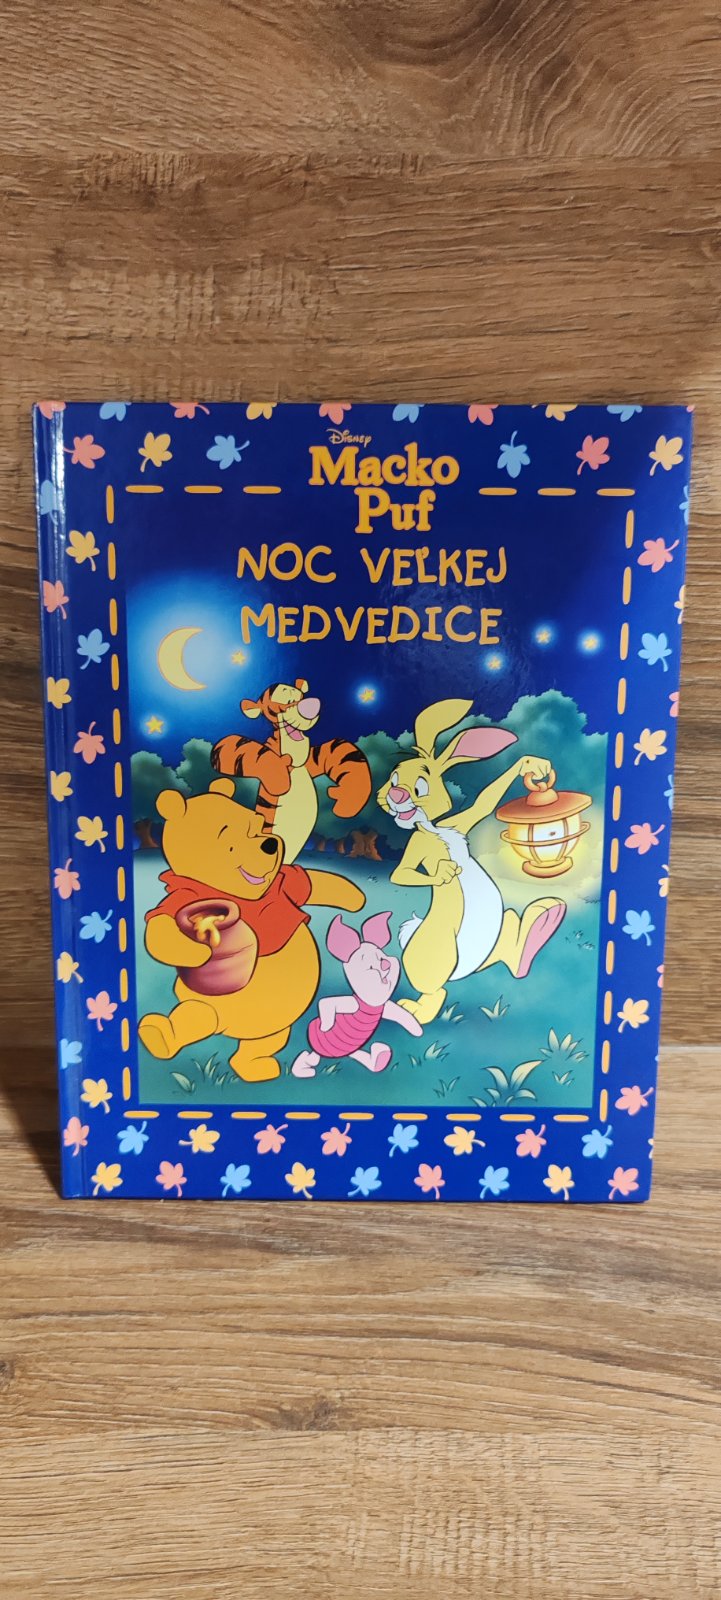 Disney
Macko
Puf
NOC VEĽKEJ
MEDVEDICE